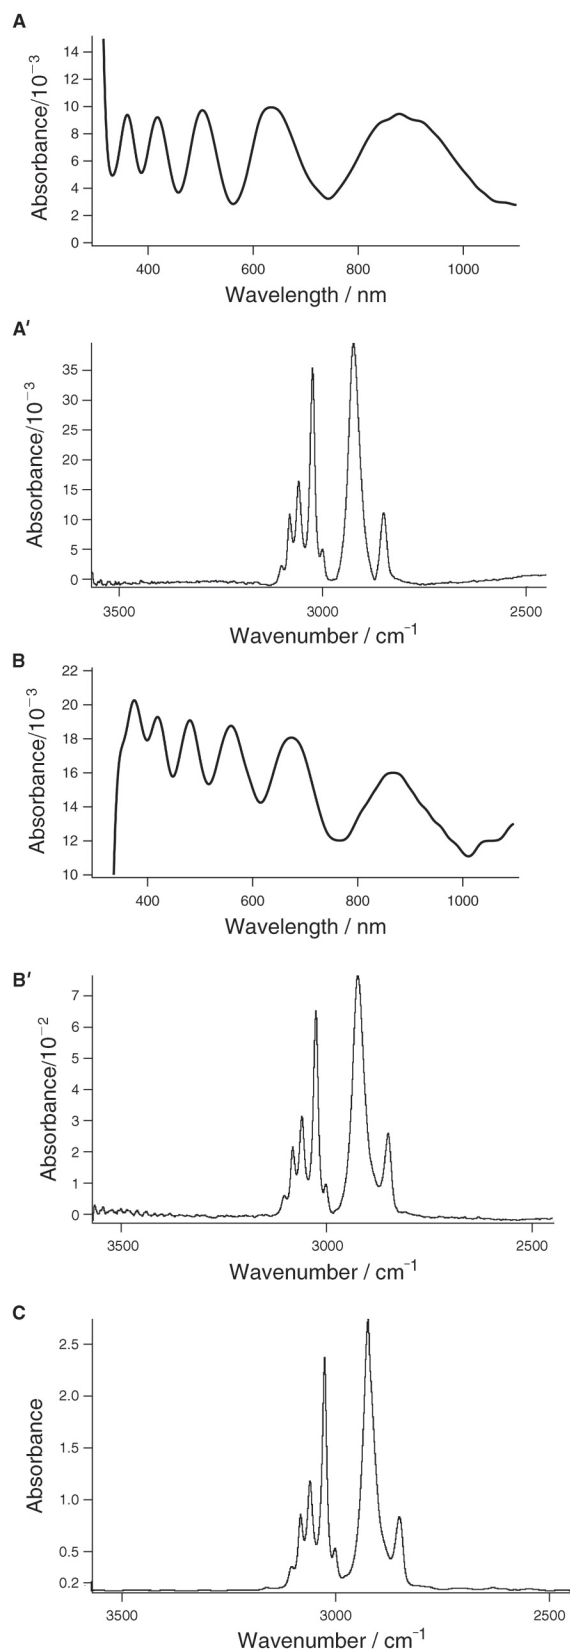 A
Absorbance/10⁻³
14
12
10
8
6
4
2
0
400 600 800 1000
Wavelength / nm
A′
Absorbance/10⁻³
35
30
25
20
15
10
5
0
3500 3000 2500
Wavenumber / cm⁻¹
B
Absorbance/10⁻³
22
20
18
16
14
12
10
400 600 800 1000
Wavelength / nm
B′
Absorbance/10⁻²
7
6
5
4
3
2
1
0
3500 3000 2500
Wavenumber / cm⁻¹
C
Absorbance
2.5
2.0
1.5
1.0
0.5
0.2
3500 3000 2500
Wavenumber / cm⁻¹